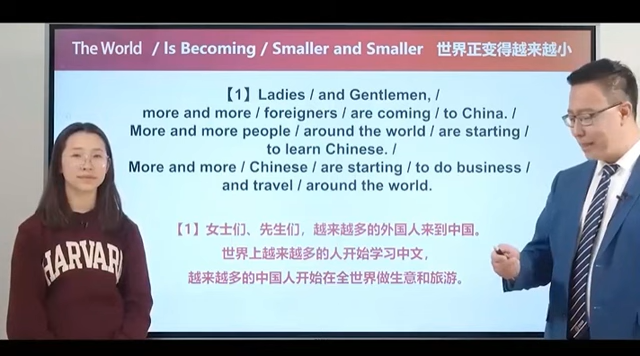 The World / Is Becoming / Smaller and Smaller 世界正变得越来越小
【1】Ladies / and Gentlemen, /
more and more / foreigners / are coming / to China. /
More and more people / around the world / are starting /
to learn Chinese. /
More and more / Chinese / are starting / to do business /
and travel / around the world.
【1】女士们、先生们，越来越多的外国人来到中国。
世界上越来越多的人开始学习中文，
越来越多的中国人开始在全世界做生意和旅游。
HARVARD